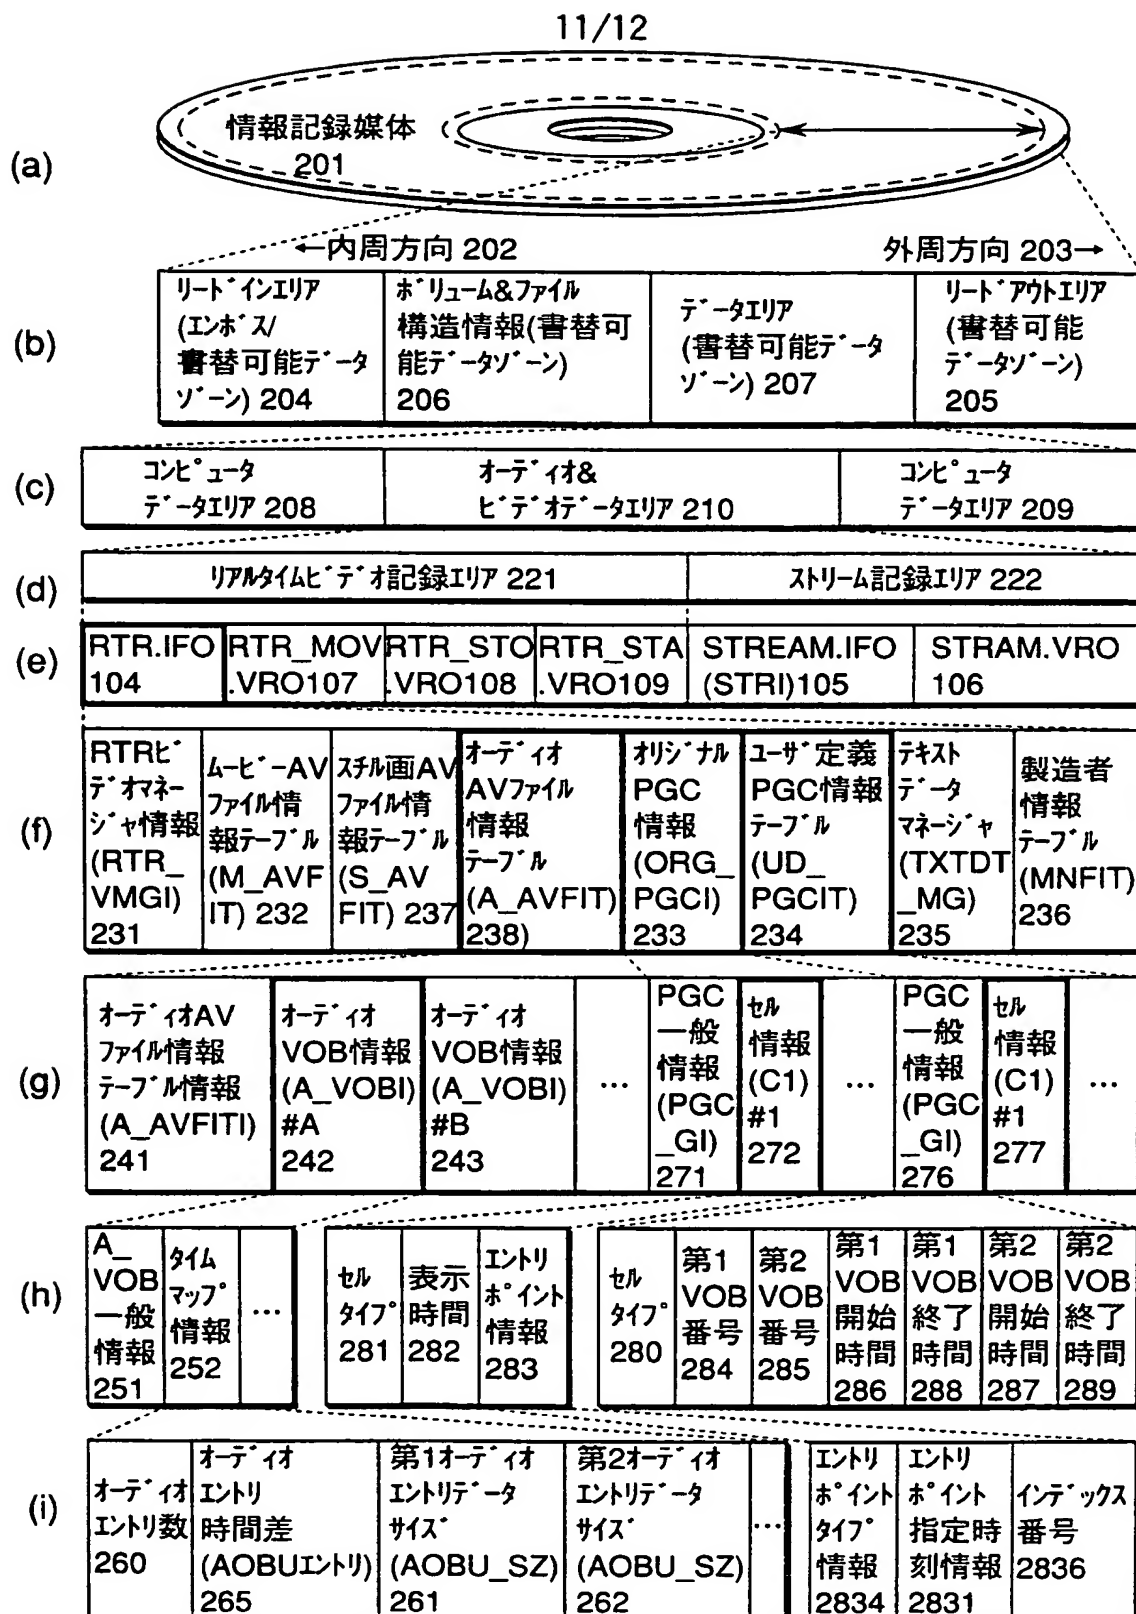 11/12
(a)
情報記録媒体
201
←内周方向 202
外周方向 203→
(b)
リードインエリア
(エンボス/
書替可能データ
ゾーン) 204
ボリューム&ファイル
構造情報(書替可
能データゾーン)
206
データエリア
(書替可能データ
ゾーン) 207
リードアウトエリア
(書替可能
データゾーン)
205
(c)
コンピュータ
データエリア 208
オーディオ&
ビデオデータエリア 210
コンピュータ
データエリア 209
(d)
リアルタイムビデオ記録エリア 221
ストリーム記録エリア 222
(e)
RTR.IFO
104
RTR_MOV
.VRO107
RTR_STO
.VRO108
RTR_STA
.VRO109
STREAM.IFO
(STRI)105
STRAM.VRO
106
(f)
RTRビ
デオマネー
ジャ情報
(RTR_
VMGI)
231
ムービーAV
ファイル情
報テーブル
(M_AVF
IT) 232
スチル画AV
ファイル情
報テーブル
(S_AV
FIT) 237
オーディオ
AVファイル
情報
テーブル
(A_AVFIT)
238)
オリジナル
PGC
情報
(ORG_
PGCI)
233
ユーザ定義
PGC情報
テーブル
(UD_
PGCIT)
234
テキスト
データ
マネージャ
(TXTDT
_MG)
235
製造者
情報
テーブル
(MNFIT)
236
(g)
オーディオAV
ファイル情報
テーブル情報
(A_AVFITI)
241
オーディオ
VOB情報
(A_VOBI)
#A
242
オーディオ
VOB情報
(A_VOBI)
#B
243
…
PGC
一般
情報
(PGC
_GI)
271
セル
情報
(C1)
#1
272
…
PGC
一般
情報
(PGC
_GI)
276
セル
情報
(C1)
#1
277
…
(h)
A_
VOB
一般
情報
251
タイム
マップ
情報
252
…
セル
タイプ
281
表示
時間
282
エントリ
ポイント
情報
283
セル
タイプ
280
第1
VOB
番号
284
第2
VOB
番号
285
第1
VOB
開始
時間
286
第1
VOB
終了
時間
288
第2
VOB
開始
時間
287
第2
VOB
終了
時間
289
(i)
オーディオ
エントリ数
260
オーディオ
エントリ
時間差
(AOBUエントリ)
265
第1オーディオ
エントリデータ
サイズ
(AOBU_SZ)
261
第2オーディオ
エントリデータ
サイズ
(AOBU_SZ)
262
…
エントリ
ポイント
タイプ
情報
2834
エントリ
ポイント
指定時
刻情報
2831
インデックス
番号
2836